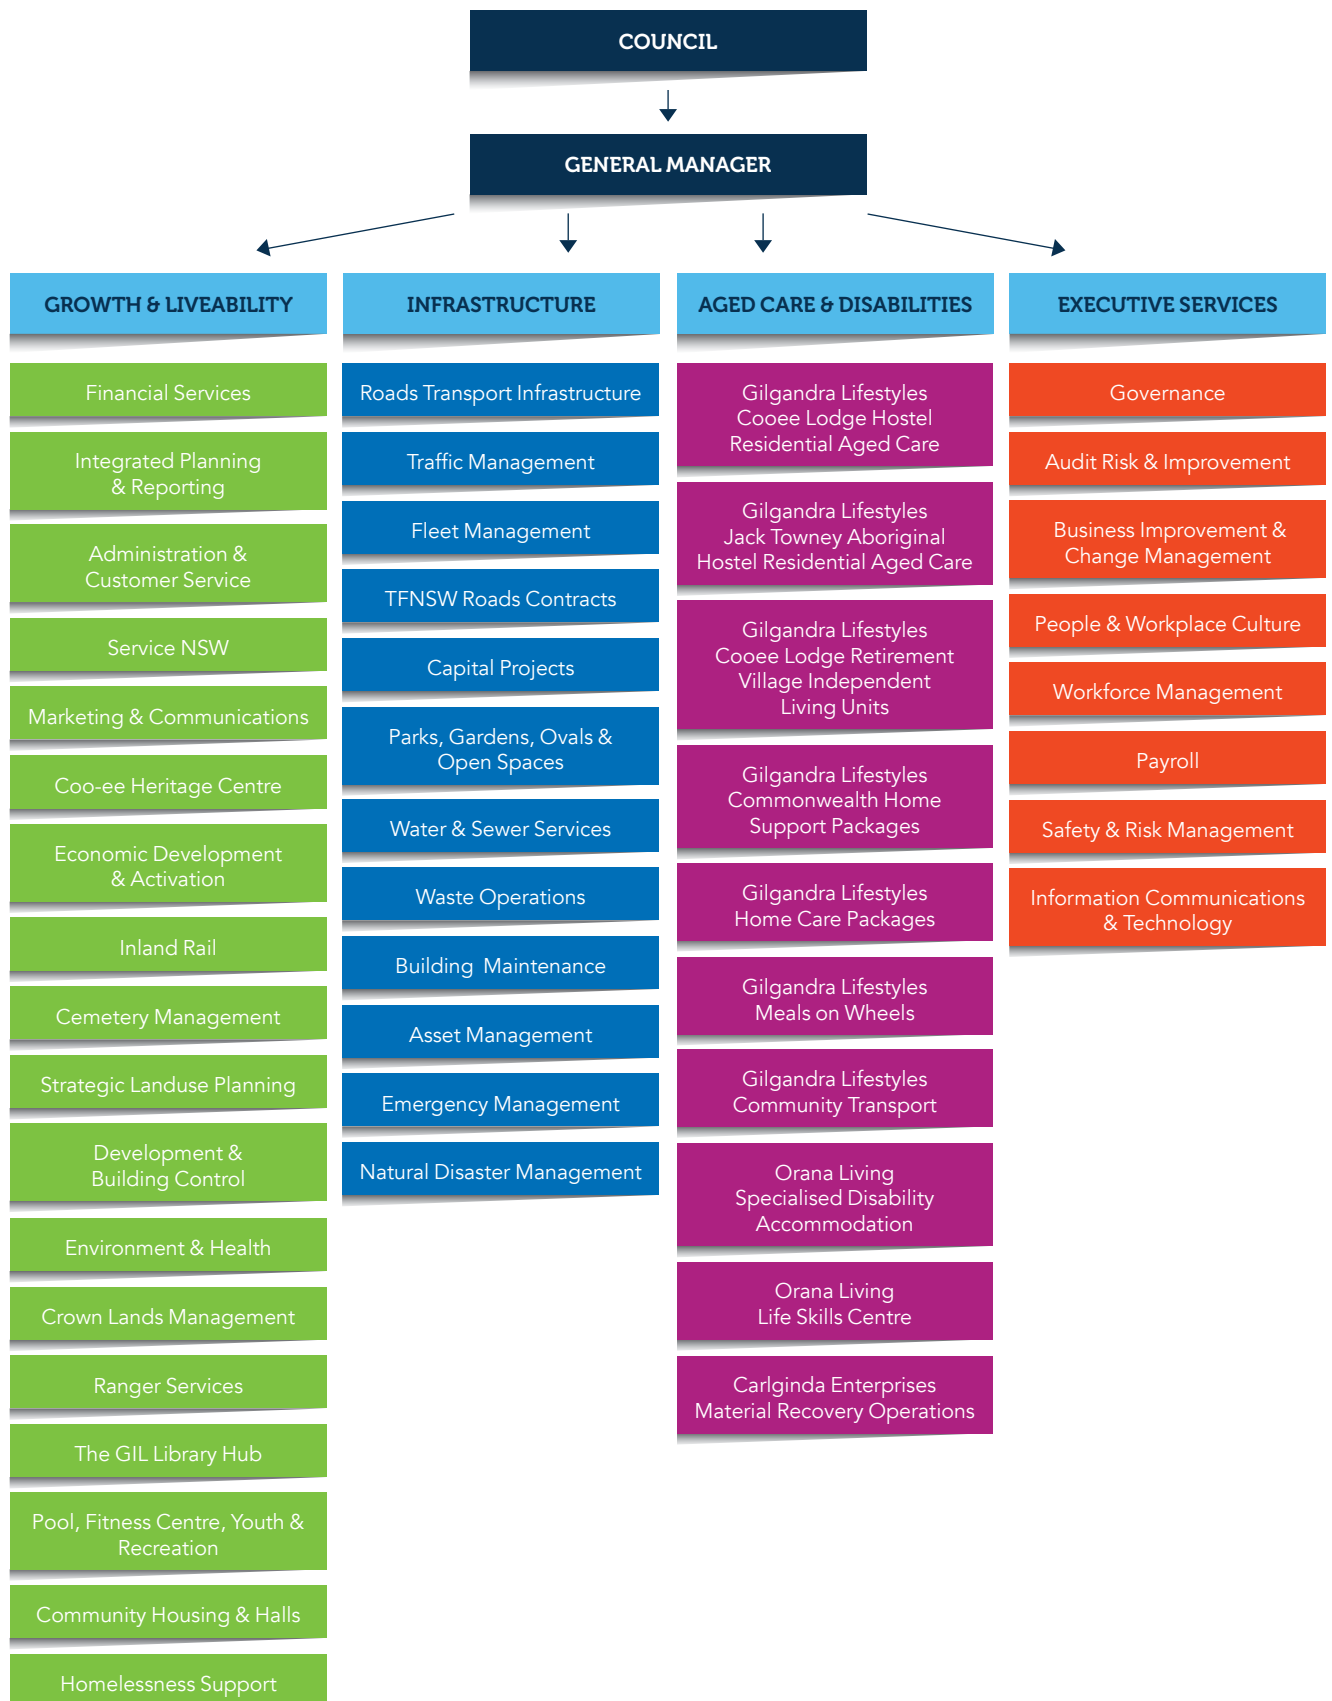 COUNCIL
GENERAL MANAGER
GROWTH & LIVEABILITY
Financial Services
Integrated Planning
& Reporting
Administration &
Customer Service
Service NSW
Marketing & Communications
Coo-ee Heritage Centre
Economic Development
& Activation
Inland Rail
Cemetery Management
Strategic Landuse Planning
Development &
Building Control
Environment & Health
Crown Lands Management
Ranger Services
The GIL Library Hub
Pool, Fitness Centre, Youth &
Recreation
Community Housing & Halls
Homelessness Support
INFRASTRUCTURE
Roads Transport Infrastructure
Traffic Management
Fleet Management
TFNSW Roads Contracts
Capital Projects
Parks, Gardens, Ovals &
Open Spaces
Water & Sewer Services
Waste Operations
Building Maintenance
Asset Management
Emergency Management
Natural Disaster Management
AGED CARE & DISABILITIES
Gilgandra Lifestyles
Cooee Lodge Hostel
Residential Aged Care
Gilgandra Lifestyles
Jack Towney Aboriginal
Hostel Residential Aged Care
Gilgandra Lifestyles
Cooee Lodge Retirement
Village Independent
Living Units
Gilgandra Lifestyles
Commonwealth Home
Support Packages
Gilgandra Lifestyles
Home Care Packages
Gilgandra Lifestyles
Meals on Wheels
Gilgandra Lifestyles
Community Transport
Orana Living
Specialised Disability
Accommodation
Orana Living
Life Skills Centre
Carlginda Enterprises
Material Recovery Operations
EXECUTIVE SERVICES
Governance
Audit Risk & Improvement
Business Improvement &
Change Management
People & Workplace Culture
Workforce Management
Payroll
Safety & Risk Management
Information Communications
& Technology